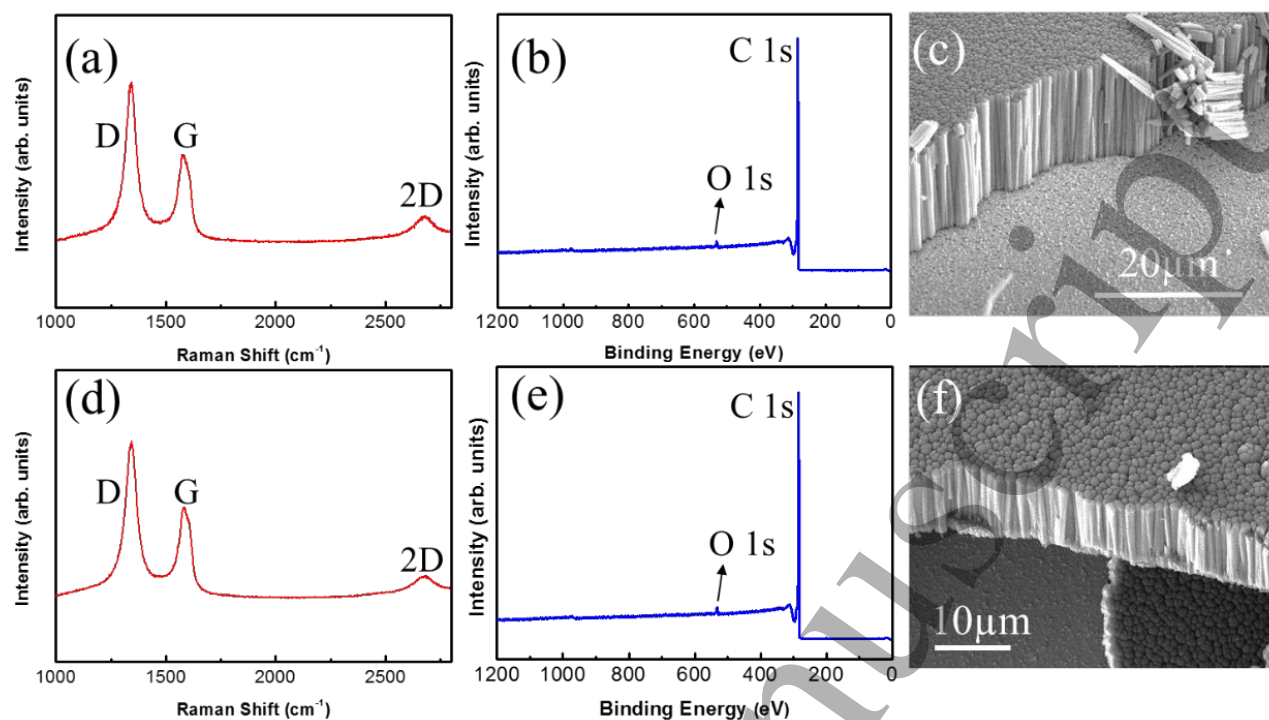 (a)
D
G
2D
Intensity (arb. units)
1000 1500 2000 2500
Raman Shift (cm⁻¹)
(b)
C 1s
O 1s
Intensity (arb. units)
1200 1000 800 600 400 200 0
Binding Energy (eV)
(c)
20μm
(d)
D
G
2D
Intensity (arb. units)
1000 1500 2000 2500
Raman Shift (cm⁻¹)
(e)
C 1s
O 1s
Intensity (arb. units)
1200 1000 800 600 400 200 0
Binding Energy (eV)
(f)
10μm
nuscript